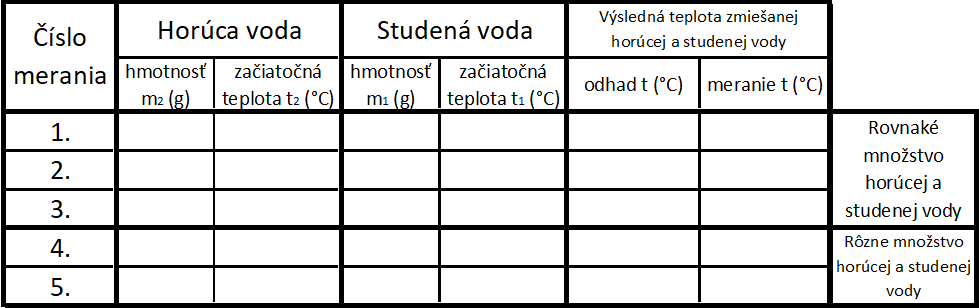 Číslo
merania
Horúca voda
Studená voda
Výsledná teplota zmiešanej
horúcej a studenej vody
hmotnosť
m2 (g)
začiatočná
teplota t2 (°C)
hmotnosť
m1 (g)
začiatočná
teplota t1 (°C)
odhad t (°C)
meranie t (°C)
1.
2.
3.
4.
5.
Rovnaké
množstvo
horúcej a
studenej vody
Rôzne množstvo
horúcej a studenej
vody